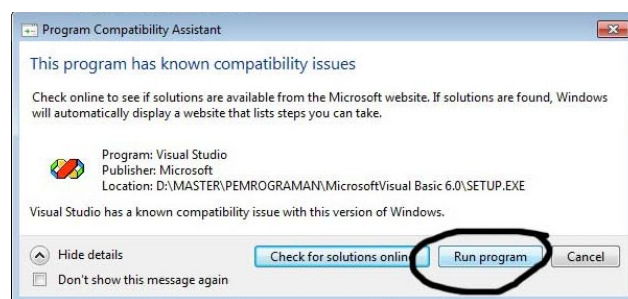 Program Compatibility Assistant
This program has known compatibility issues
Check online to see if solutions are available from the Microsoft website. If solutions are found, Windows
will automatically display a website that lists steps you can take.
Program: Visual Studio
Publisher: Microsoft
Location: D:\MASTER\PEMROGRAMAN\MicrosoftVisual Basic 6.0\SETUP.EXE
Visual Studio has a known compatibility issue with this version of Windows.
Hide details
Check for solutions online
Run program
Cancel
Don't show this message again